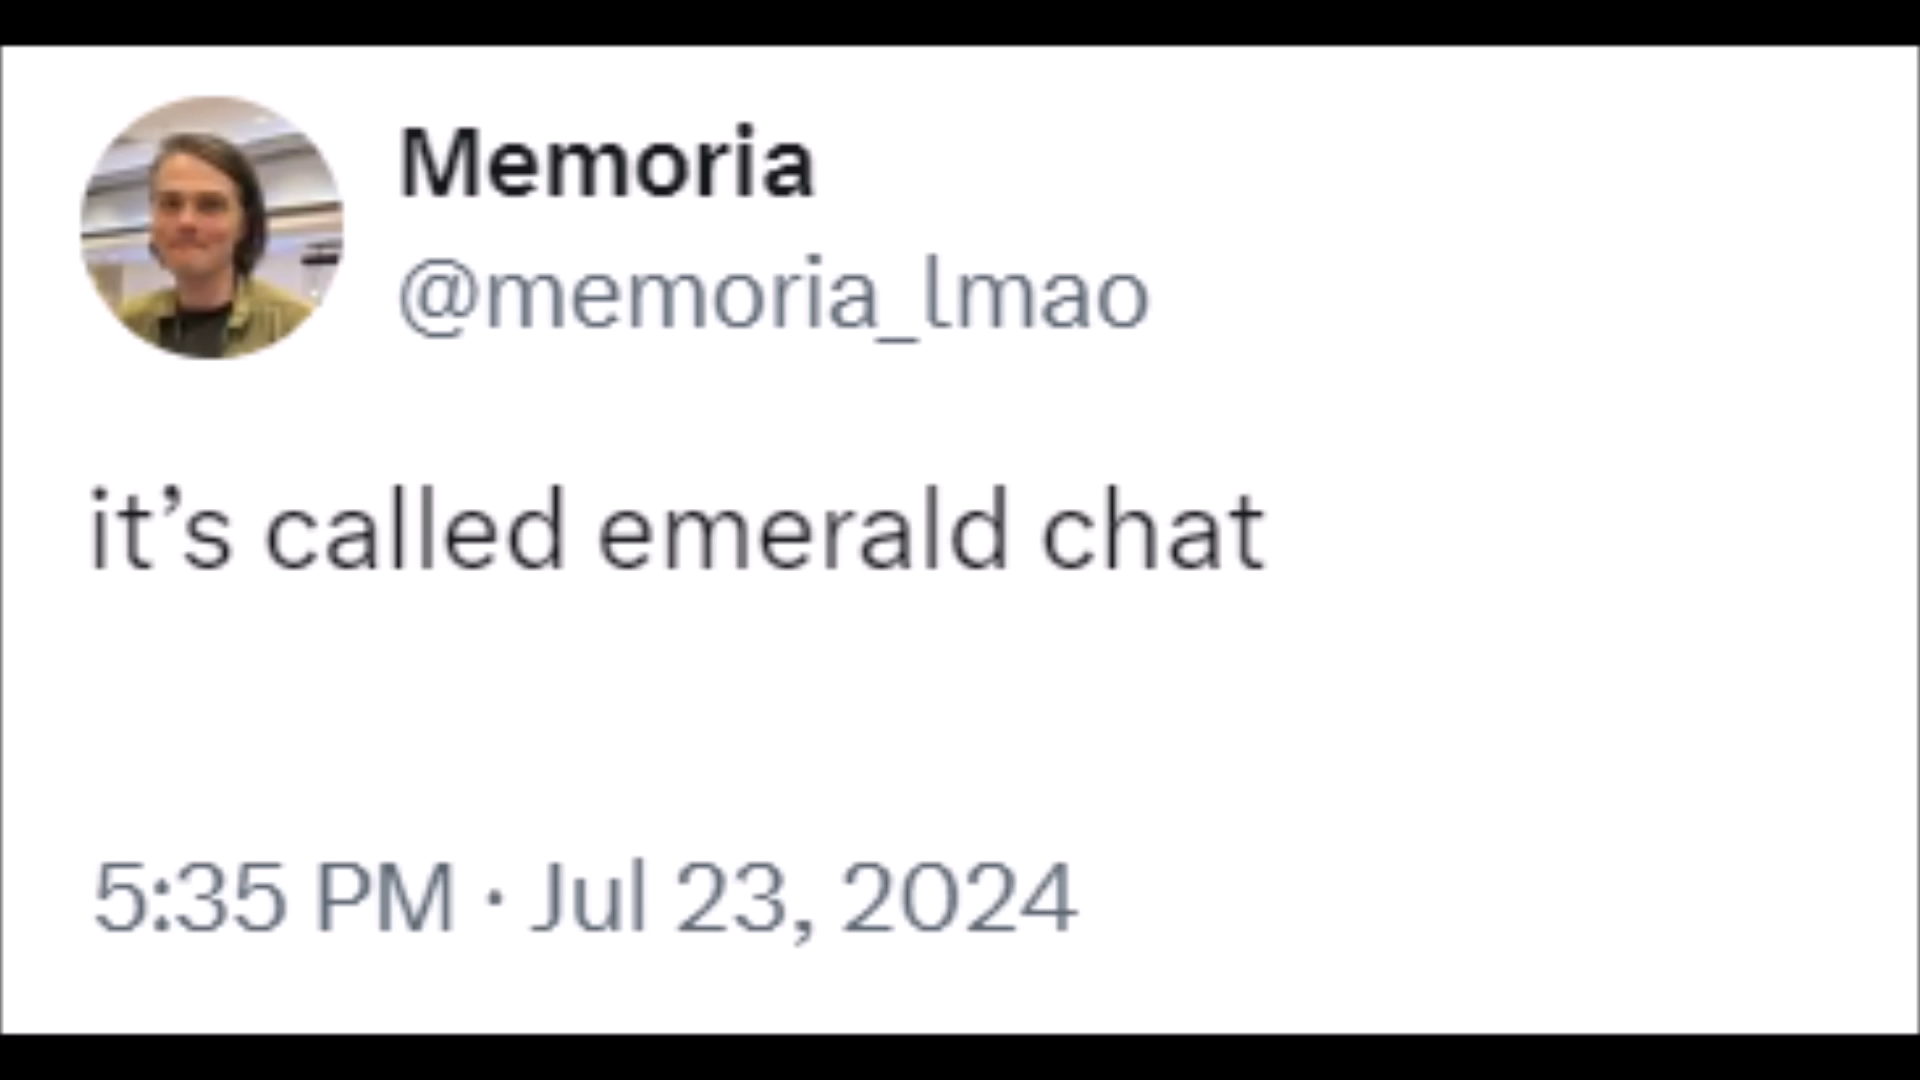 Memoria
@memoria_lmao
it’s called emerald chat
5:35 PM · Jul 23, 2024